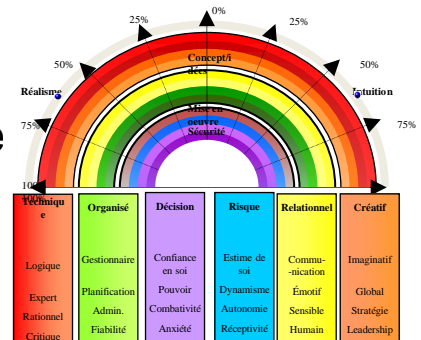 0%
25%
25%
50%
50%
Concept/i
dées
Réalisme
Intuition
Mise en
oeuvre
Sécurité
75%
75%
100%
Techniqu
e
Logique
Expert
Rationnel
Critique
Organisé
Gestionnaire
Planification
Admin.
Fiabilité
Décision
Confiance
en soi
Pouvoir
Combativité
Anxiété
Risque
Estime de
soi
Dynamisme
Autonomie
Réceptivité
Relationnel
Commu-
-nication
Émotif
Sensible
Humain
Créatif
Imaginatif
Global
Stratégie
Leadership